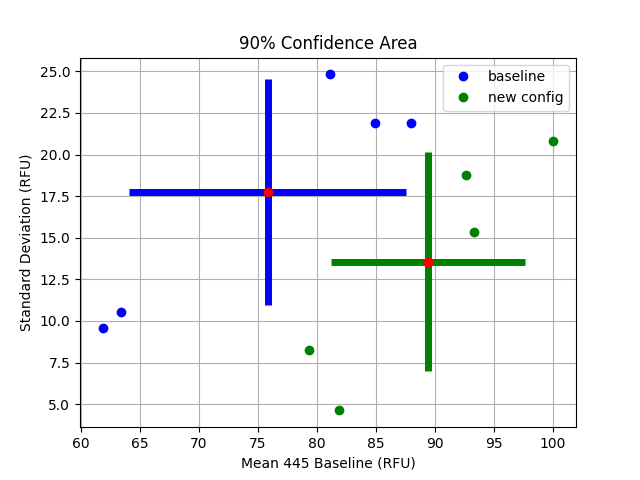 90% Confidence Area
baseline
new config
Standard Deviation (RFU)
25.0
22.5
20.0
17.5
15.0
12.5
10.0
7.5
5.0
60 65 70 75 80 85 90 95 100
Mean 445 Baseline (RFU)